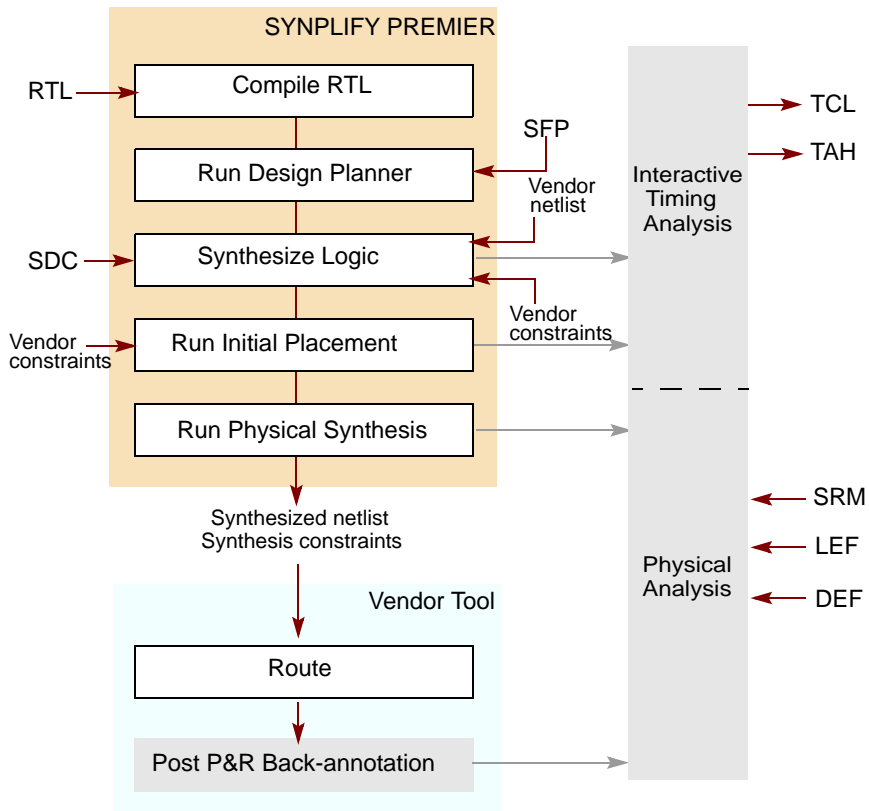 SYNPLIFY PREMIER
RTL
Compile RTL
TCL
SFP
TAH
Run Design Planner
Vendor
netlist
Interactive
Timing
Analysis
SDC
Synthesize Logic
Vendor
constraints
Vendor
constraints
Run Initial Placement
Run Physical Synthesis
Synthesized netlist
Synthesis constraints
SRM
LEF
Physical
Analysis
DEF
Vendor Tool
Route
Post P&R Back-annotation